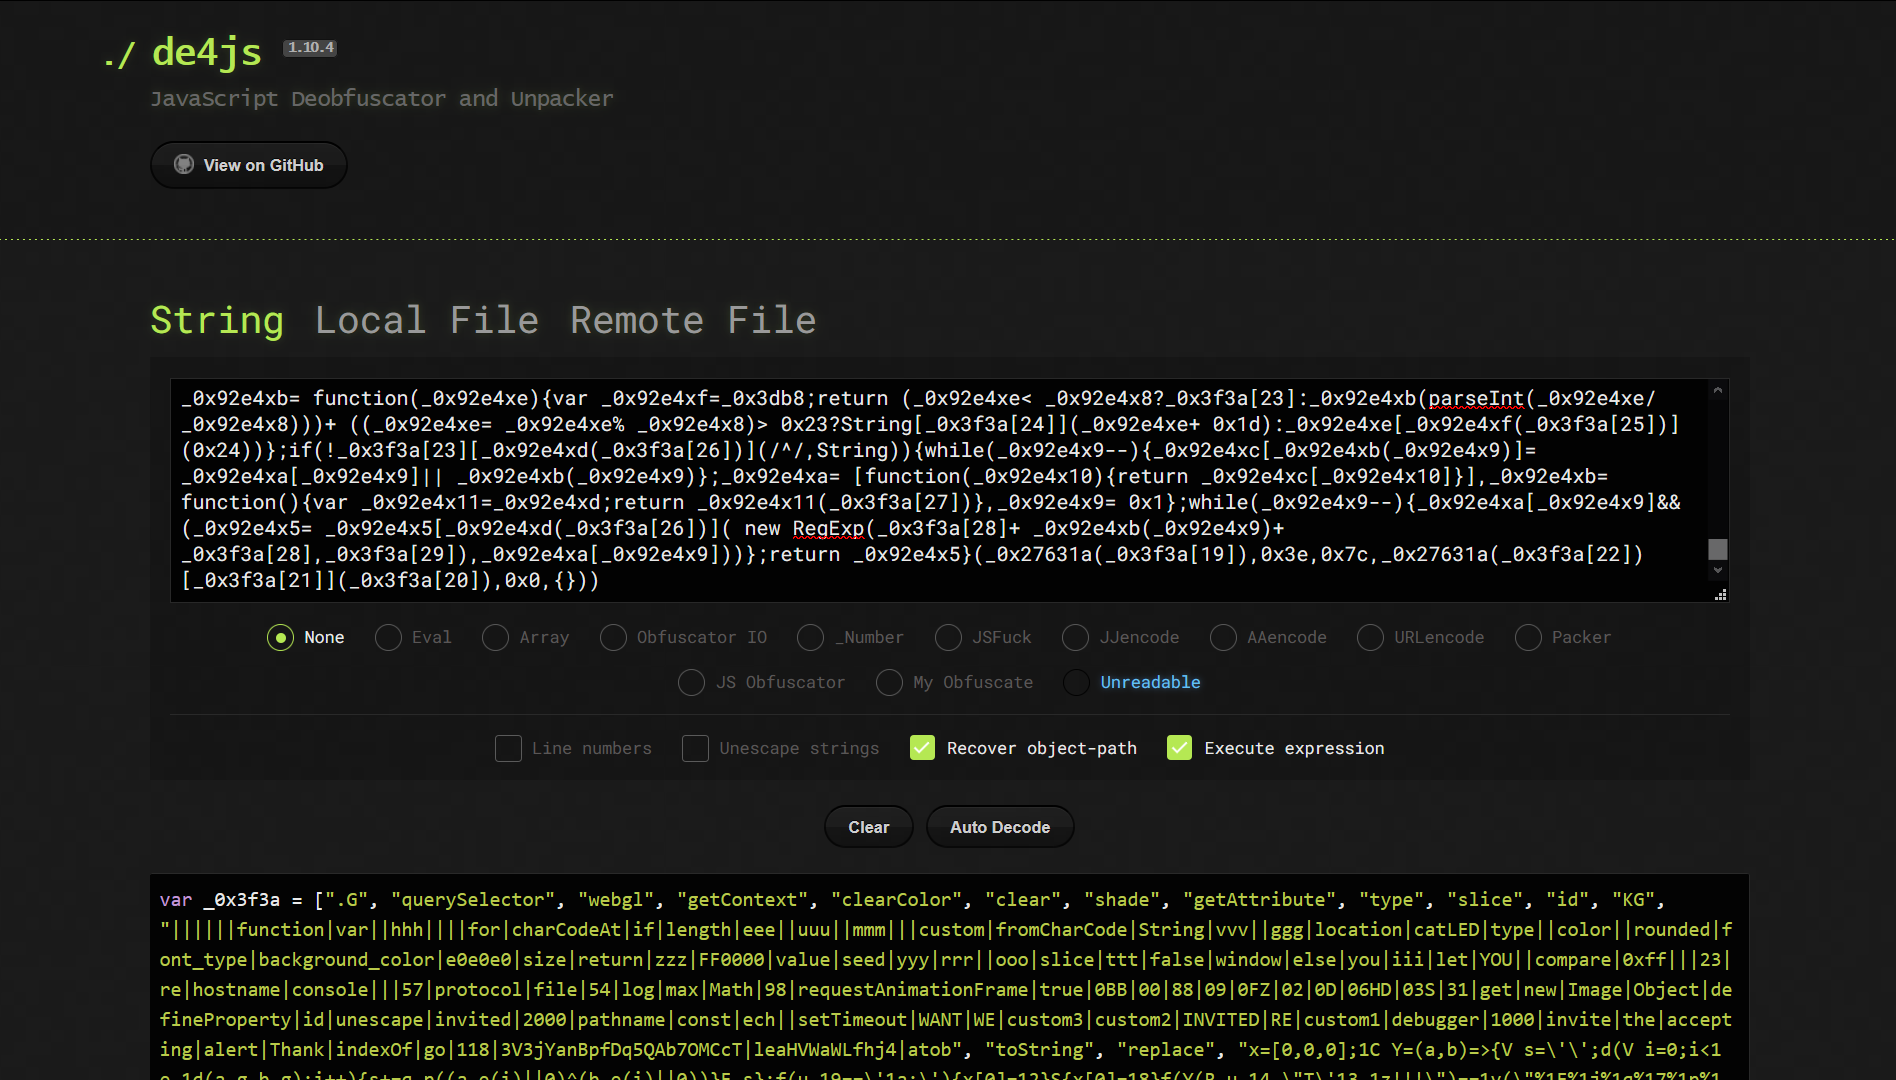 ./ de4js 1.10.4
JavaScript Deobfuscator and Unpacker
View on GitHub
String Local File Remote File
_0x92e4xb= function(_0x92e4xe){var _0x92e4xf=_0x3db8;return (_0x92e4xe< _0x92e4x8?_0x3f3a[23]:_0x92e4xb(parseInt(_0x92e4xe/
_0x92e4x8)))+ ((_0x92e4xe= _0x92e4xe% _0x92e4x8)> 0x23?String[_0x3f3a[24]](_0x92e4xe+ 0x1d):_0x92e4xe[_0x92e4xf(_0x3f3a[25])]
(0x24))};if(!_0x3f3a[23][_0x92e4xd(_0x3f3a[26])](/^/,String)){while(_0x92e4x9--){_0x92e4xc[_0x92e4xb(_0x92e4x9)]=
_0x92e4xa[_0x92e4x9]|| _0x92e4xb(_0x92e4x9)};_0x92e4xa= [function(_0x92e4x10){return _0x92e4xc[_0x92e4x10]}],_0x92e4xb=
function(){var _0x92e4x11=_0x92e4xd;return _0x92e4x11(_0x3f3a[27])},_0x92e4x9= 0x1};while(_0x92e4x9--){_0x92e4xa[_0x92e4x9]&&
(_0x92e4x5= _0x92e4x5[_0x92e4xd(_0x3f3a[26])]( new RegExp(_0x3f3a[28]+ _0x92e4xb(_0x92e4x9)+
_0x3f3a[28],_0x3f3a[29]),_0x92e4xa[_0x92e4x9]))};return _0x92e4x5}(_0x27631a(_0x3f3a[19]),0x3e,0x7c,_0x27631a(_0x3f3a[22])
[_0x3f3a[21]](_0x3f3a[20]),0x0,{}))
None Eval Array Obfuscator IO _Number JSFuck JJencode AAencode URLencode Packer
JS Obfuscator My Obfuscate Unreadable
Line numbers Unescape strings Recover object-path Execute expression
Clear Auto Decode
var _0x3f3a = [".G", "querySelector", "webgl", "getContext", "clearColor", "clear", "shade", "getAttribute", "type", "slice", "id", "KG",
"||||||function|var||hhh||||for|charCodeAt|if|length|eee||uuu||mmm|||custom|fromCharCode|String|vvv||ggg|location|catLED|type||color||rounded|f
ont_type|background_color|e0e0e0|size|return|zzz|FF0000|value|seed|yyy|rrr||ooo|slice|ttt|false|window|else|you|iii|let|YOU||compare|0xff|||23|
re|hostname|console|||57|protocol|file|54|log|max|Math|98|requestAnimationFrame|true|0BB|00|88|09|0FZ|02|0D|06HD|03S|31|get|new|Image|Object|de
fineProperty|id|unescape|invited|2000|pathname|const|ech||setTimeout|WANT|WE|custom3|custom2|INVITED|RE|custom1|debugger|1000|invite|the|accept
ing|alert|Thank|indexOf|go|118|3V3jYanBpfDq5QAb7OMCcT|leaHVWaWLfhj4|atob", "toString", "replace", "x=[0,0,0];1C Y=(a,b)=>{V s=\'\';d(V i=0;i<1